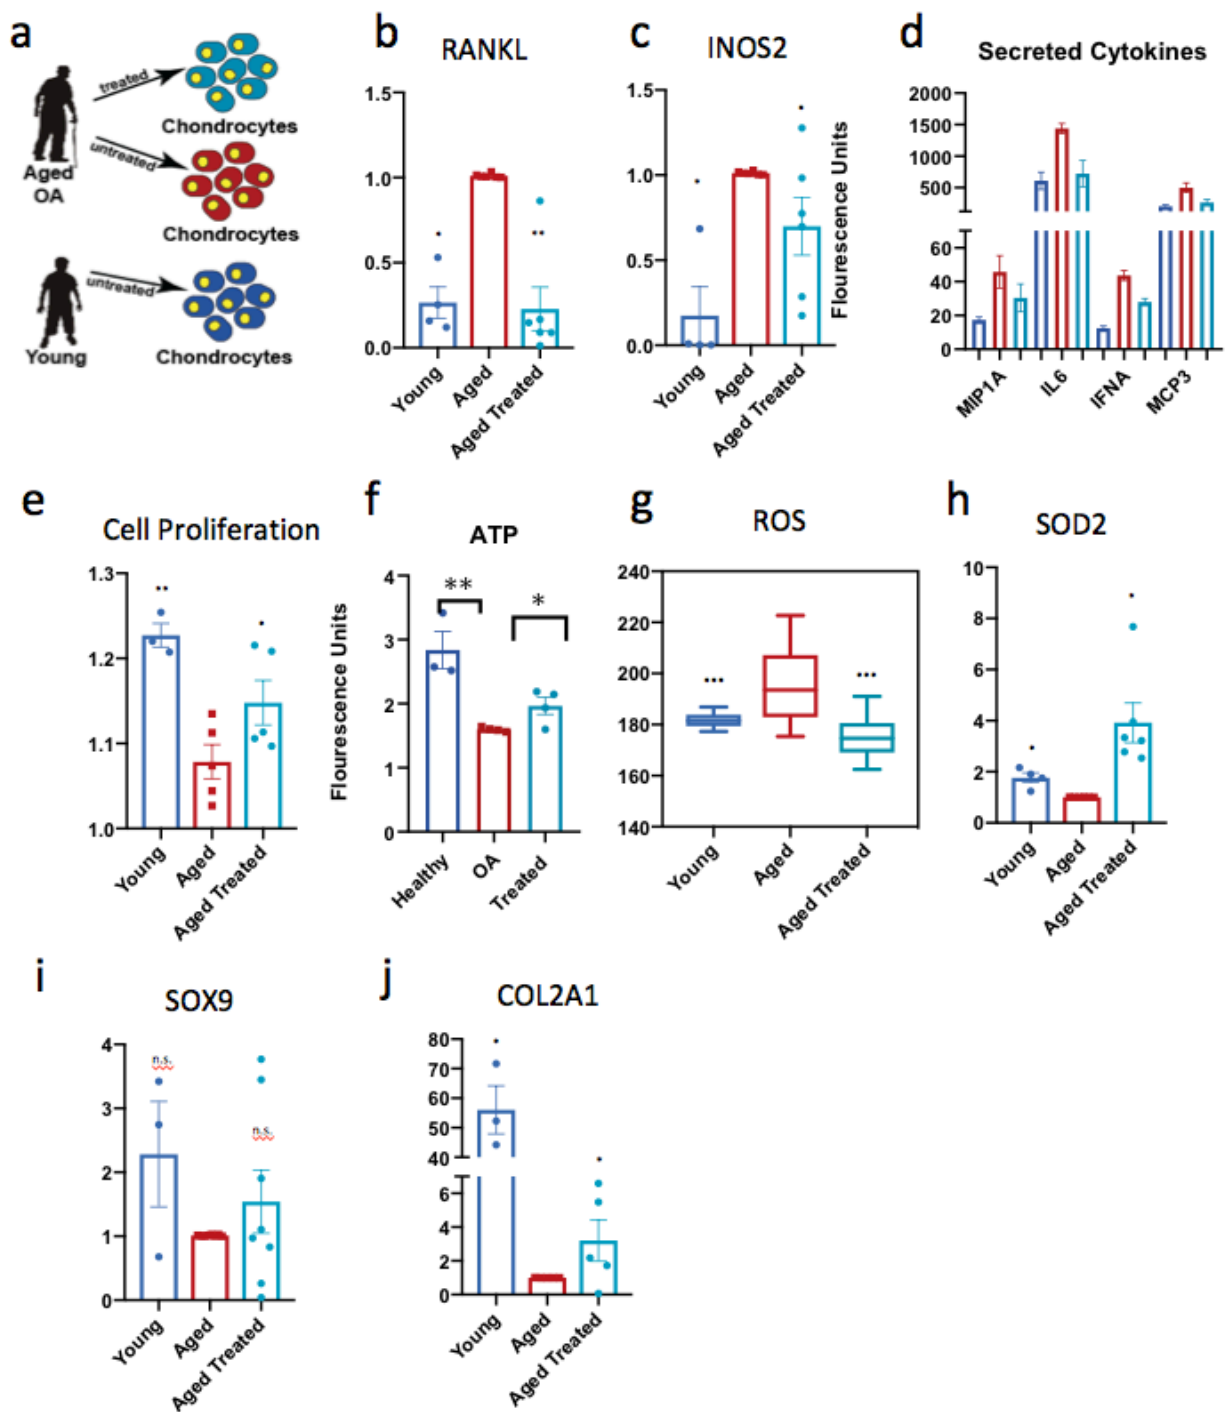 a
treated
Chondrocytes
untreated
Aged
OA
Chondrocytes
untreated
Young
Chondrocytes
b
RANKL
1.5
1.0
0.5
0.0
*
**
Young
Aged
Aged Treated
c
INOS2
1.5
1.0
0.5
0.0
*
*
Young
Aged
Aged Treated
d
Secreted Cytokines
Flourescence Units
2000
1500
1000
500
60
40
20
0
MIP1A
IL6
IFNA
MCP3
e
Cell Proliferation
1.3
1.2
1.1
1.0
**
*
Young
Aged
Aged Treated
f
ATP
Flourescence Units
4
3
2
1
0
**
*
Healthy
OA
Treated
g
ROS
240
220
200
180
160
140
***
***
Young
Aged
Aged Treated
h
SOD2
10
8
6
4
2
0
*
*
Young
Aged
Aged Treated
i
SOX9
4
3
2
1
0
n.s.
n.s.
Young
Aged
Aged Treated
j
COL2A1
80
70
60
50
40
6
4
2
0
*
*
Young
Aged
Aged Treated